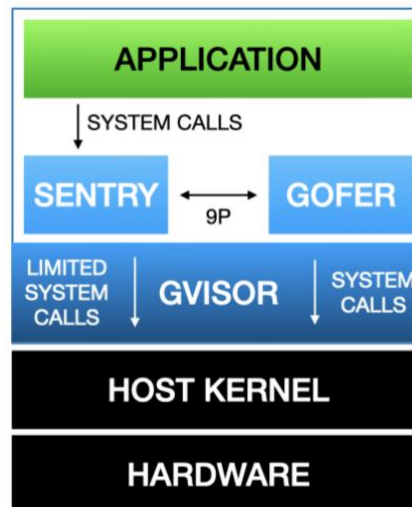 APPLICATION
SYSTEM CALLS
SENTRY
9P
GOFER
LIMITED
SYSTEM
CALLS
GVISOR
SYSTEM
CALLS
HOST KERNEL
HARDWARE